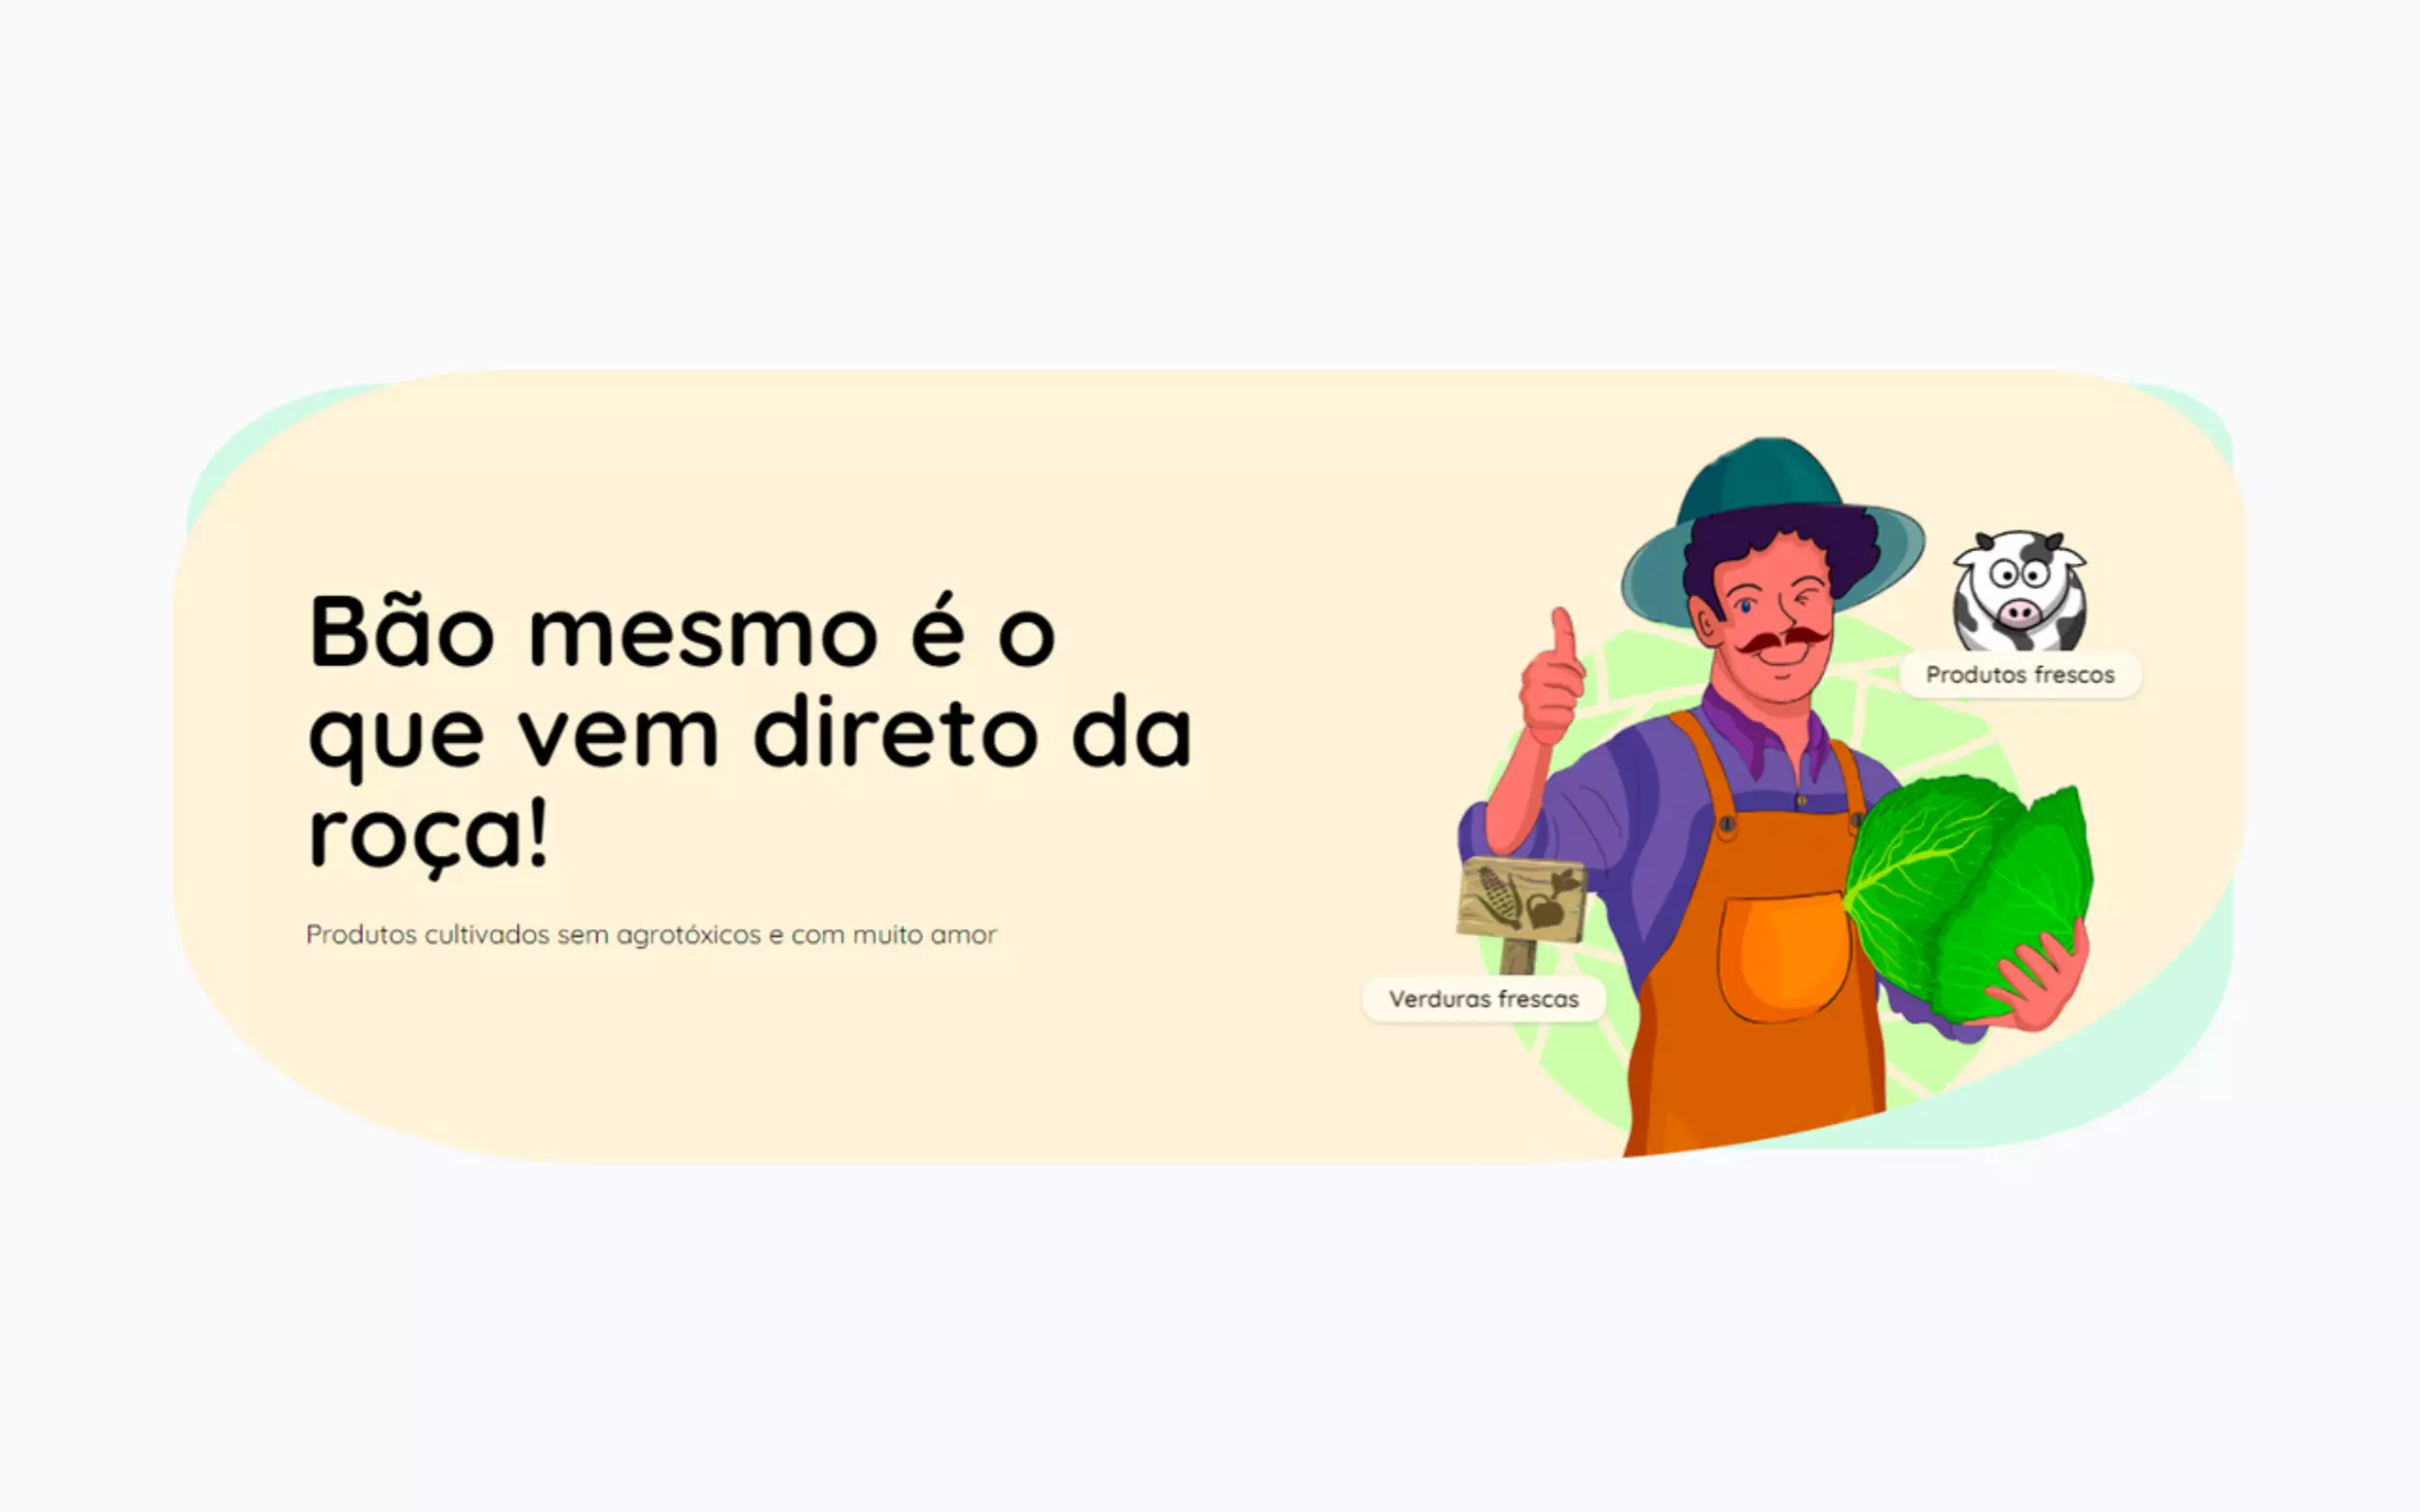 Bão mesmo é o
que vem direto da
roça!
Produtos cultivados sem agrotóxicos e com muito amor
Produtos frescos
Verduras frescas